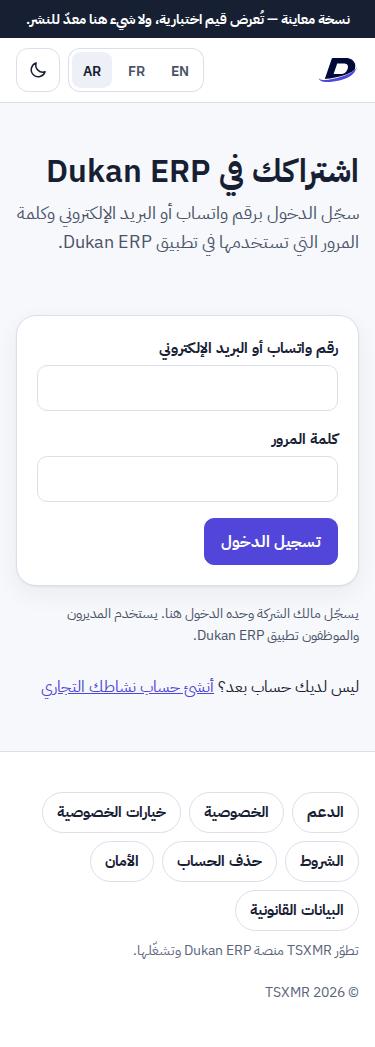 نسخة معاينة — تُعرض قيم اختبارية، ولا شيء هنا معدّ للنشر.
AR FR EN
اشتراكك في Dukan ERP
سجّل الدخول برقم واتساب أو البريد الإلكتروني وكلمة
المرور التي تستخدمها في تطبيق Dukan ERP.
رقم واتساب أو البريد الإلكتروني
كلمة المرور
تسجيل الدخول
يسجّل مالك الشركة وحده الدخول هنا. يستخدم المديرون
والموظفون تطبيق Dukan ERP.
ليس لديك حساب بعد؟ أنشئ حساب نشاطك التجاري
الدعم الخصوصية خيارات الخصوصية
الشروط حذف الحساب الأمان
البيانات القانونية
تطوّر TSXMR منصة Dukan ERP وتشغّلها.
© 2026 TSXMR